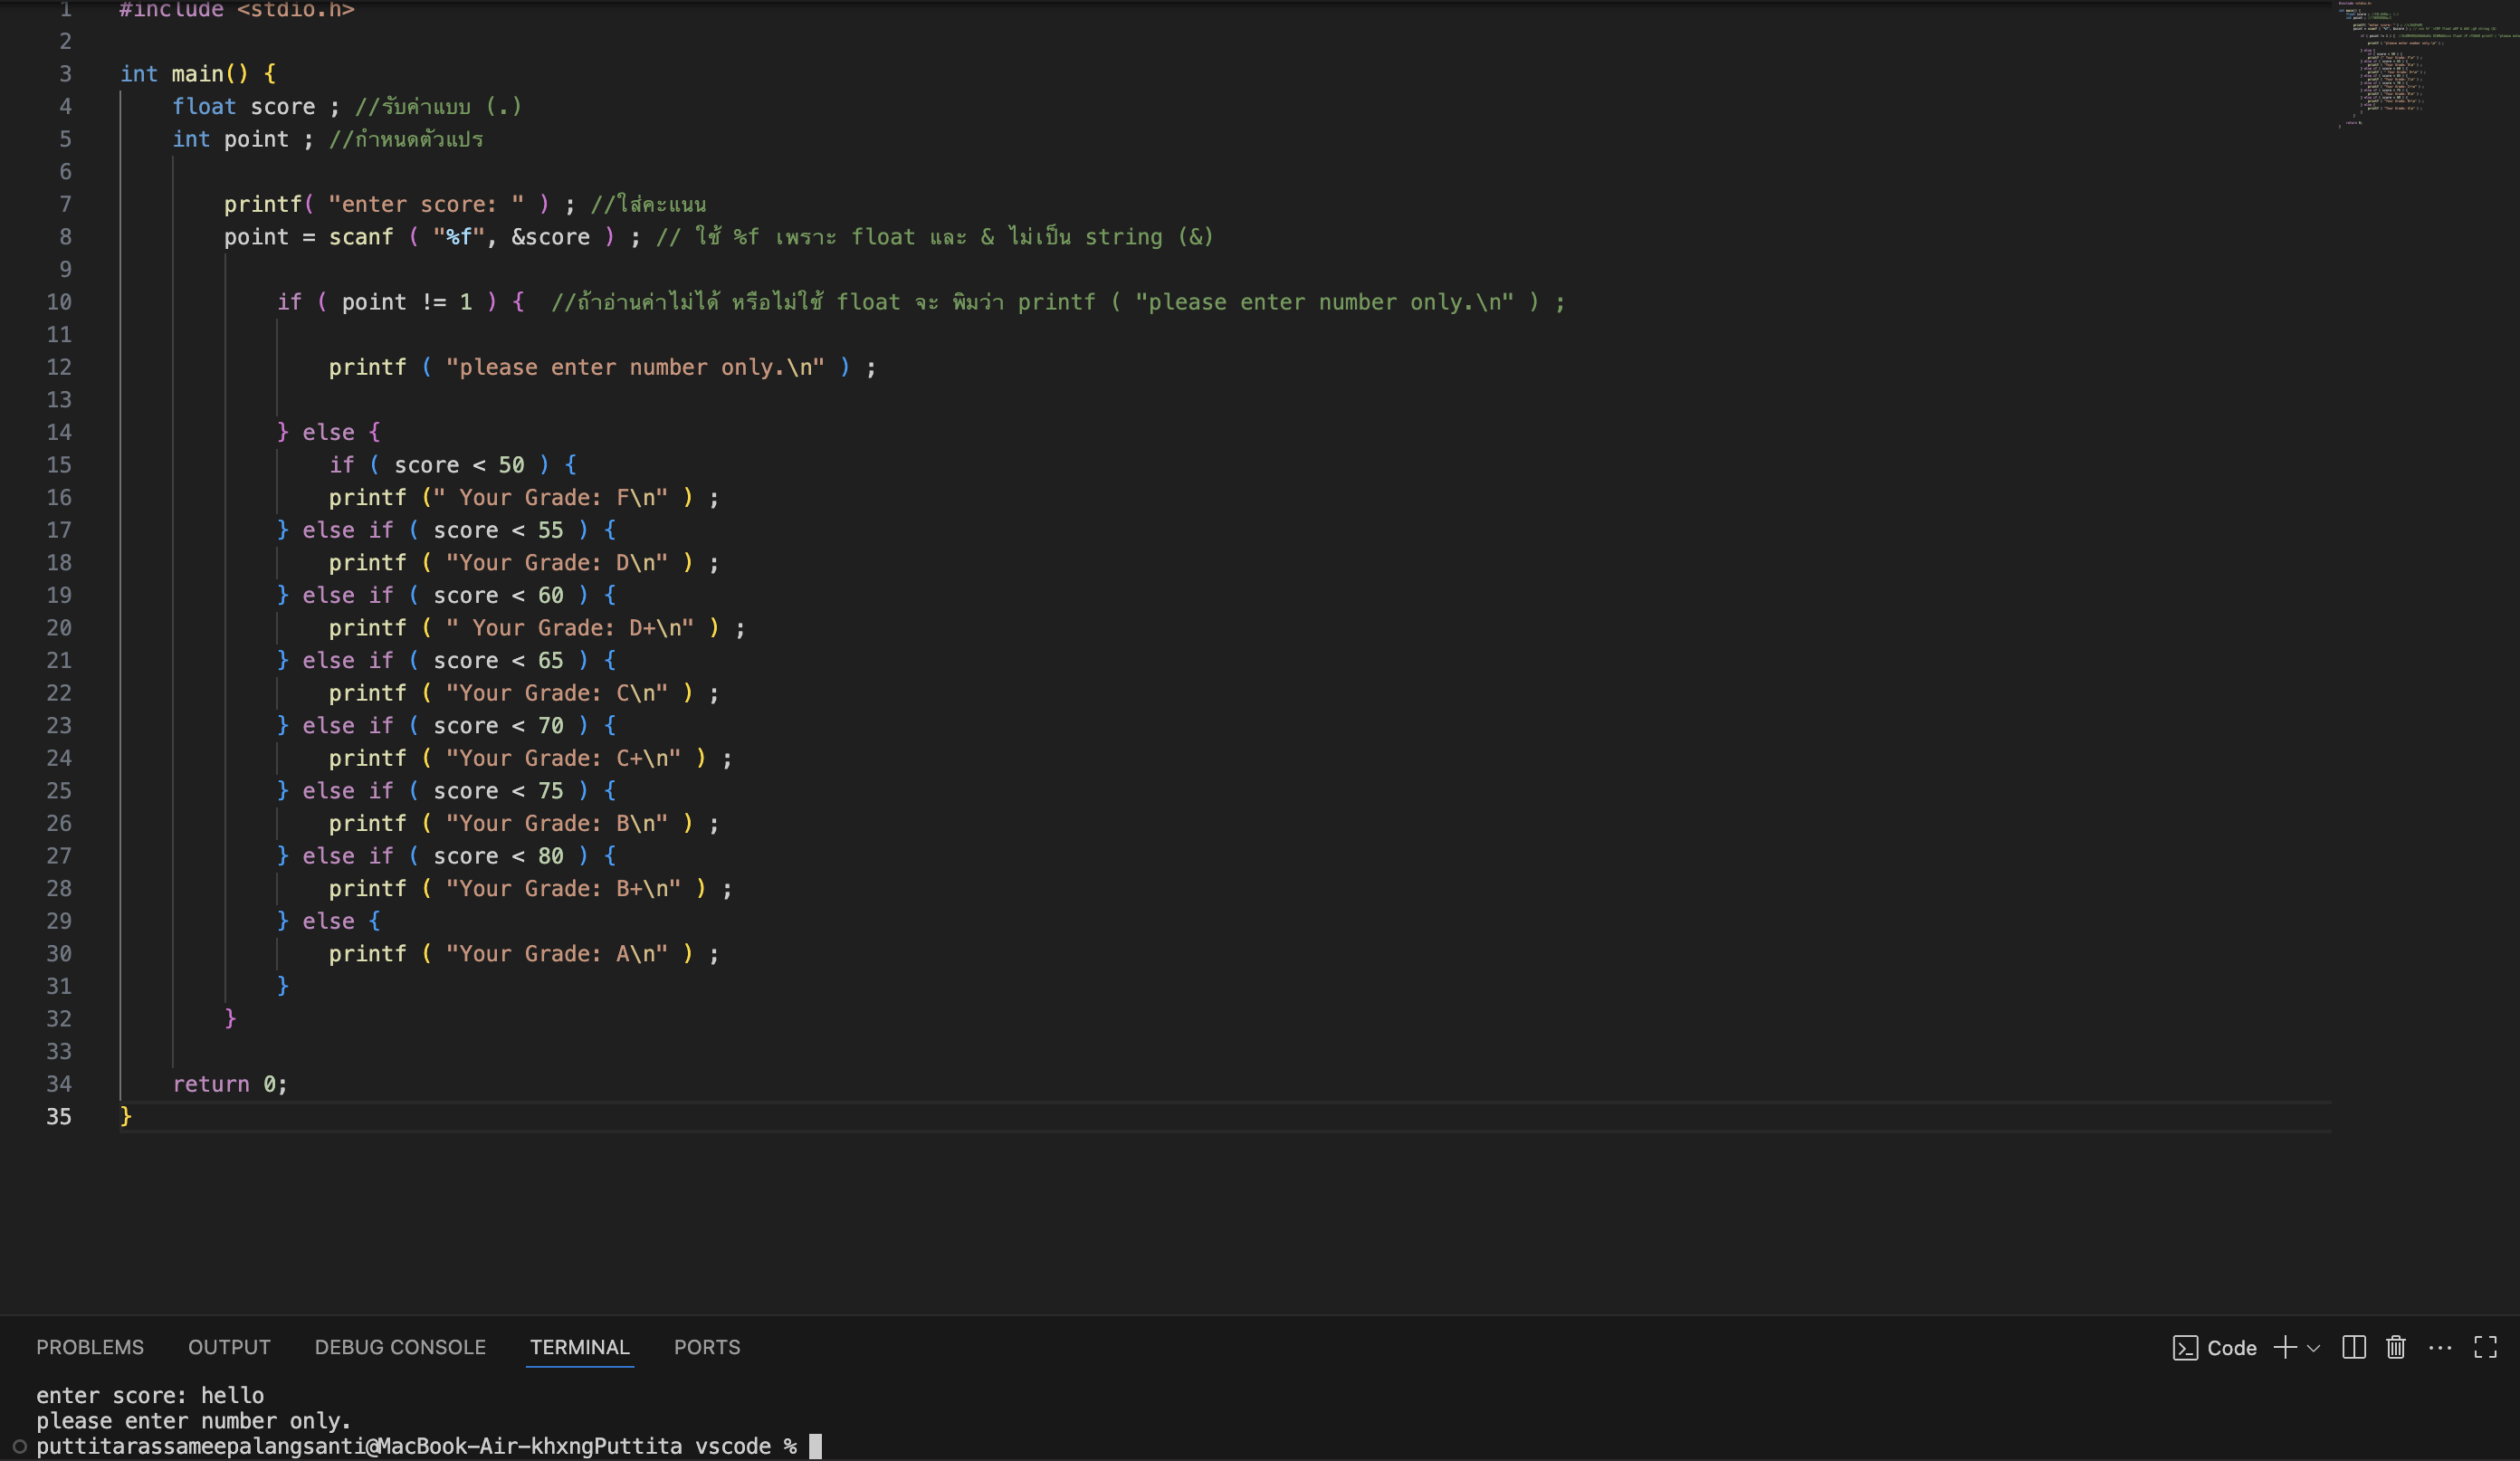 1 #include <stdio.h>
2
3 int main() {
4 float score ; //รับค่าแบบ (.)
5 int point ; //กำหนดตัวแปร
6
7 printf( "enter score: " ) ; //ใส่คะแนน
8 point = scanf ( "%f", &score ) ; // ใช้ %f เพราะ float และ & ไม่เป็น string (&)
9
10 if ( point != 1 ) { //ถ้าอ่านค่าไม่ได้ หรือไม่ใช้ float จะ พิมว่า printf ( "please enter number only.\n" ) ;
11
12 printf ( "please enter number only.\n" ) ;
13
14 } else {
15 if ( score < 50 ) {
16 printf (" Your Grade: F\n" ) ;
17 } else if ( score < 55 ) {
18 printf ( "Your Grade: D\n" ) ;
19 } else if ( score < 60 ) {
20 printf ( " Your Grade: D+\n" ) ;
21 } else if ( score < 65 ) {
22 printf ( "Your Grade: C\n" ) ;
23 } else if ( score < 70 ) {
24 printf ( "Your Grade: C+\n" ) ;
25 } else if ( score < 75 ) {
26 printf ( "Your Grade: B\n" ) ;
27 } else if ( score < 80 ) {
28 printf ( "Your Grade: B+\n" ) ;
29 } else {
30 printf ( "Your Grade: A\n" ) ;
31 }
32 }
33
34 return 0;
35 }
PROBLEMS OUTPUT DEBUG CONSOLE TERMINAL PORTS Code
enter score: hello
please enter number only.
puttitarassameepalangsanti@MacBook-Air-khxngPuttita vscode %